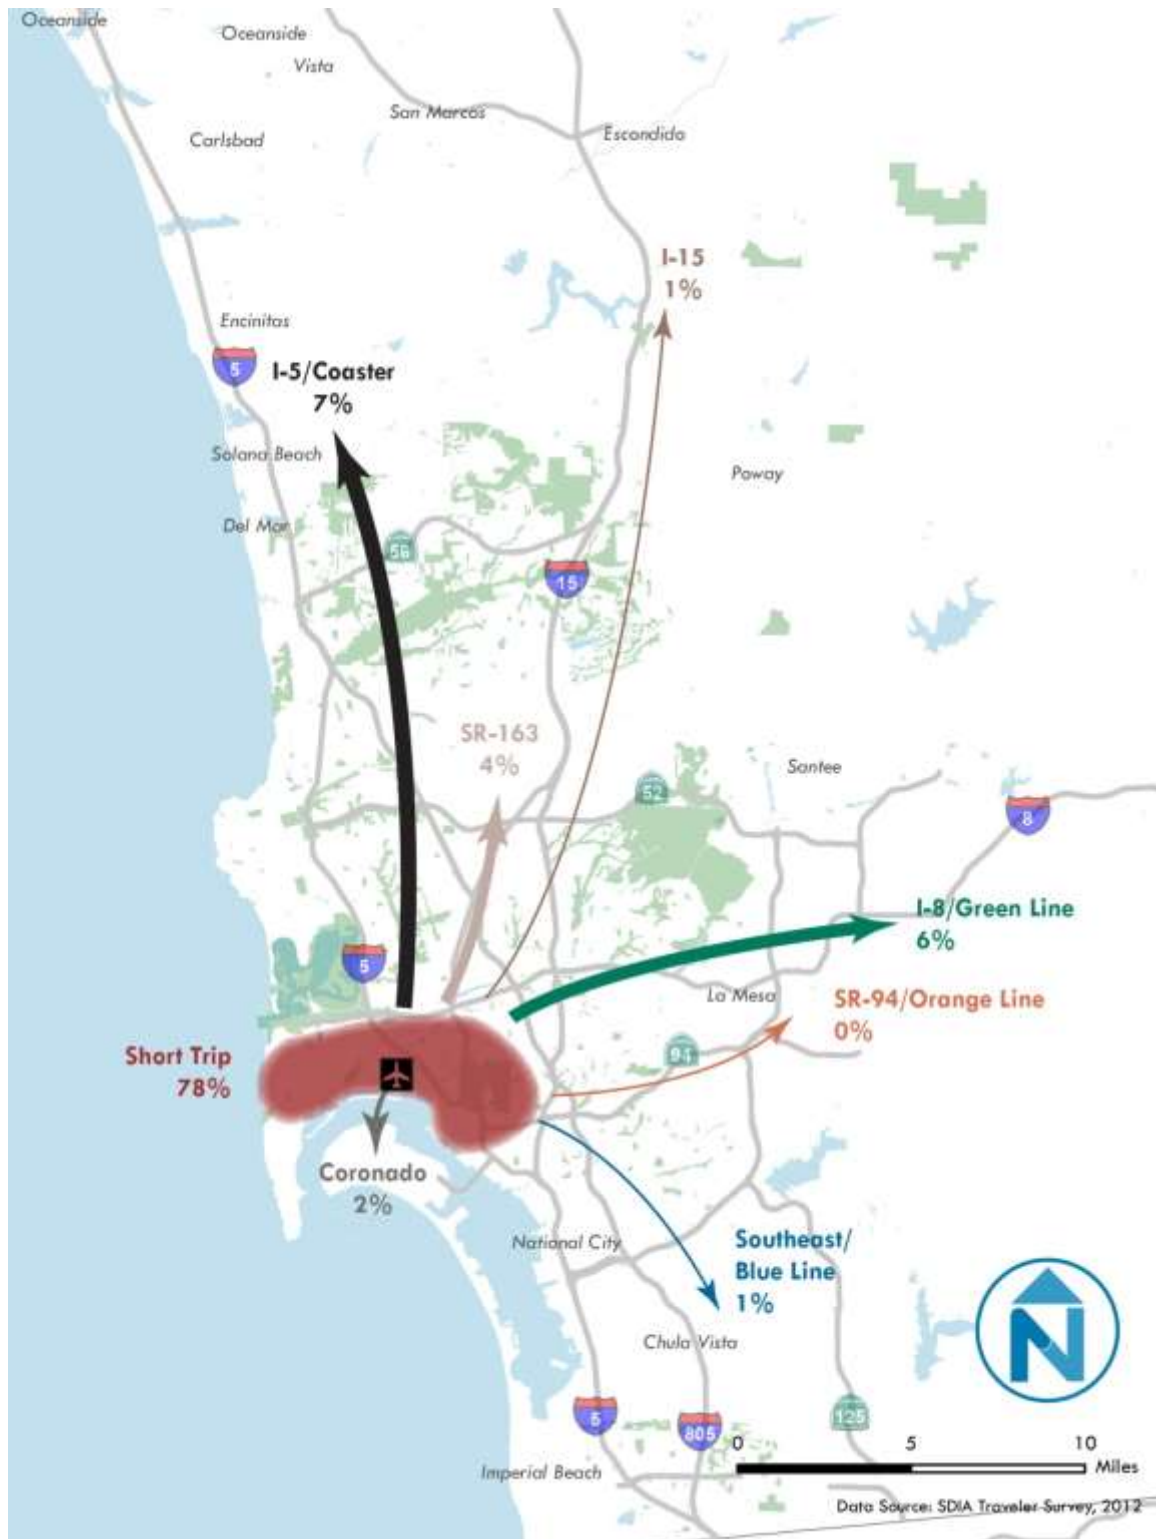 Oceanside
Oceanside
Vista
San Marcos
Escondido
Carlsbad
I-15
1%
Encinitas
5
I-5/Coaster
7%
Solana Beach
Poway
Del Mar
56
15
SR-163
4%
Santee
52
8
I-8/Green Line
6%
5
La Mesa
SR-94/Orange Line
0%
Short Trip
78%
94
Coronado
2%
National City
Southeast/
Blue Line
1%
N
Chula Vista
5
805
125
0 5 10
Miles
Imperial Beach
Data Source: SDIA Traveler Survey, 2012